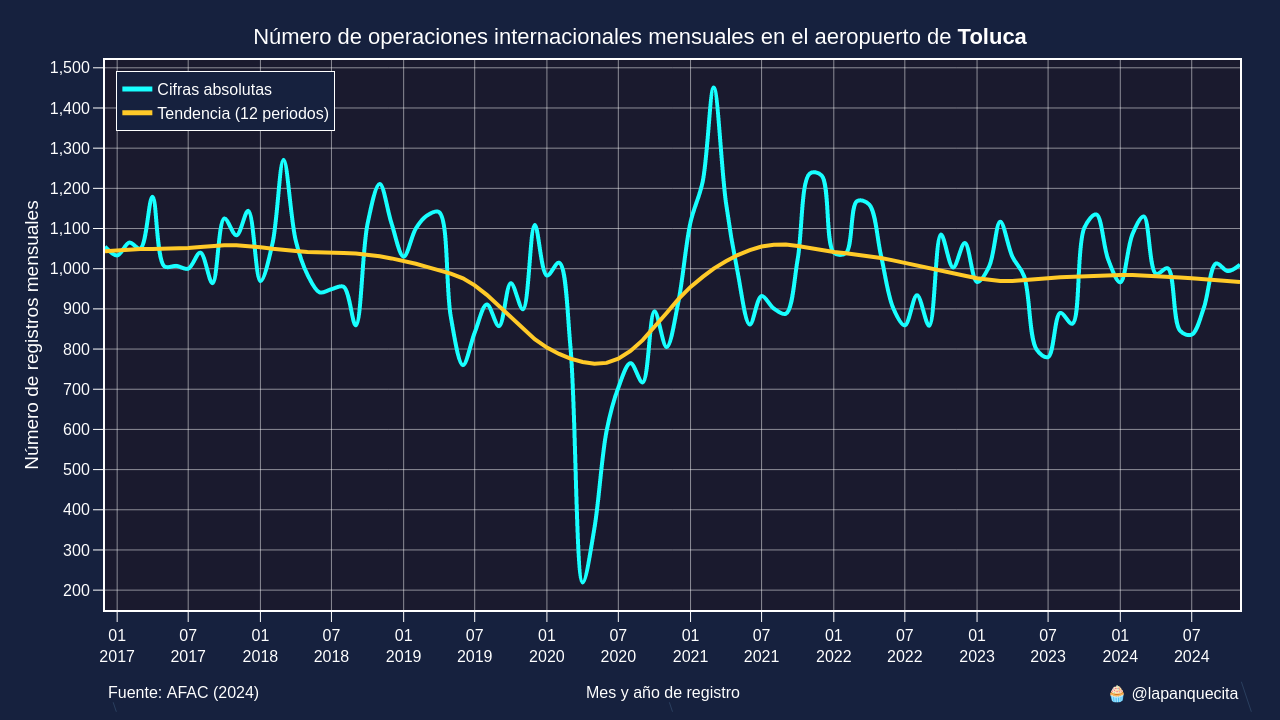 Número de operaciones internacionales mensuales en el aeropuerto de Toluca
Cifras absolutas
Tendencia (12 periodos)
Número de registros mensuales
1,500
1,400
1,300
1,200
1,100
1,000
900
800
700
600
500
400
300
200
01 07 01 07 01 07 01 07 01 07 01 07 01 07 01 07
2017 2017 2018 2018 2019 2019 2020 2020 2021 2021 2022 2022 2023 2023 2024 2024
Fuente: AFAC (2024) Mes y año de registro 🧁 @lapanquecita